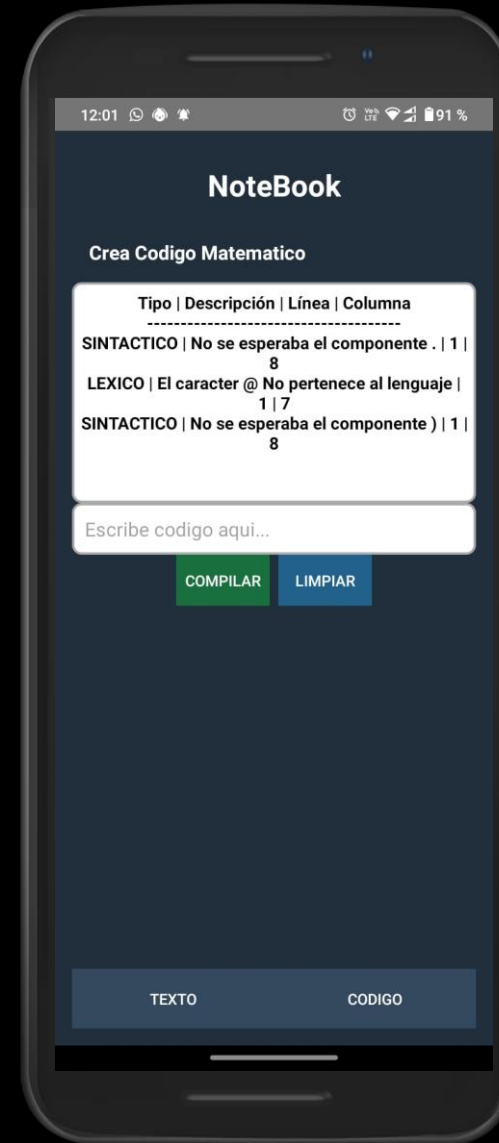 12:01 VoD LTE 91 %
NoteBook
Crea Codigo Matematico
Tipo | Descripción | Línea | Columna
--------------------------------------
SINTACTICO | No se esperaba el componente . | 1 |
8
LEXICO | El caracter @ No pertenece al lenguaje |
1 | 7
SINTACTICO | No se esperaba el componente ) | 1 |
8
Escribe codigo aqui...
COMPILAR LIMPIAR
TEXTO CODIGO